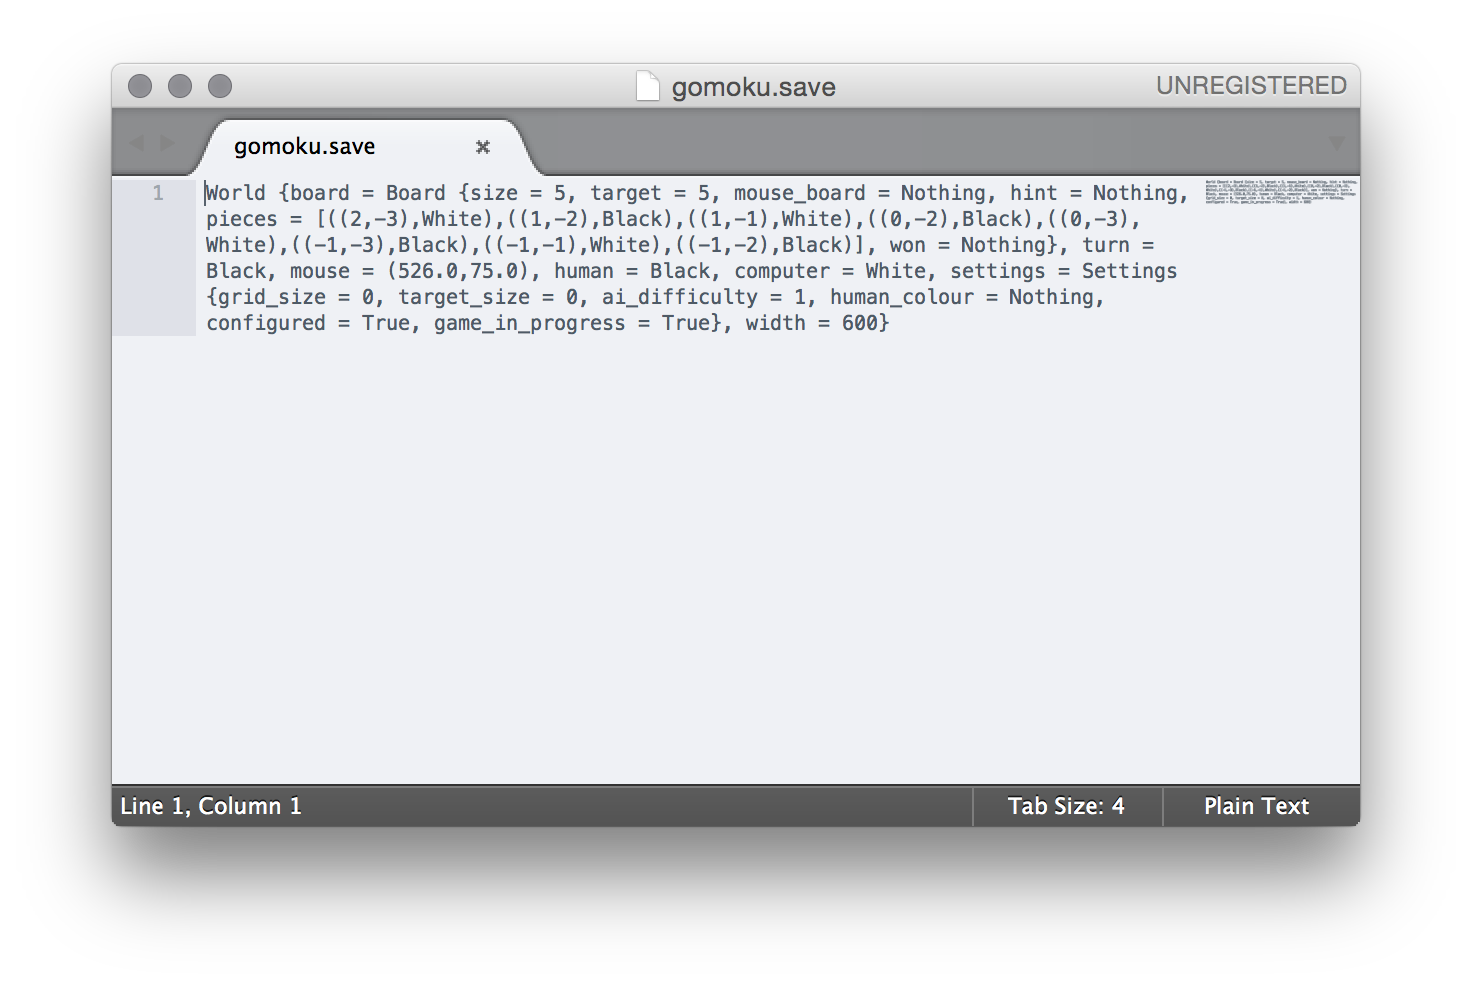 gomoku.save
UNREGISTERED
gomoku.save
1
World {board = Board {size = 5, target = 5, mouse_board = Nothing, hint = Nothing,
pieces = [((2,-3),White),((1,-2),Black),((1,-1),White),((0,-2),Black),((0,-3),
White),((-1,-3),Black),((-1,-1),White),((-1,-2),Black)], won = Nothing}, turn =
Black, mouse = (526.0,75.0), human = Black, computer = White, settings = Settings
{grid_size = 0, target_size = 0, ai_difficulty = 1, human_colour = Nothing,
configured = True, game_in_progress = True}, width = 600}
Line 1, Column 1
Tab Size: 4
Plain Text